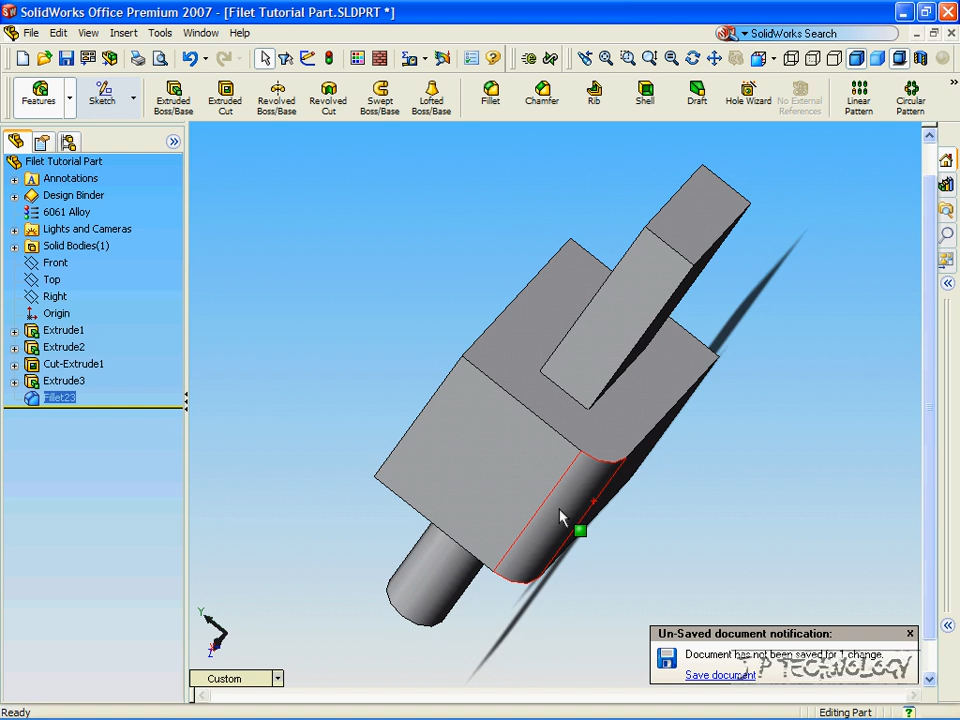 SolidWorks Office Premium 2007 - [Filet Tutorial Part.SLDPRT *]
File Edit View Insert Tools Window Help
SolidWorks Search
Features Sketch Extruded Boss/Base Extruded Cut Revolved Boss/Base Revolved Cut Swept Boss/Base Lofted Boss/Base Fillet Chamfer Rib Shell Draft Hole Wizard No External References Linear Pattern Circular Pattern
Filet Tutorial Part
Annotations
Design Binder
6061 Alloy
Lights and Cameras
Solid Bodies(1)
Front
Top
Right
Origin
Extrude1
Extrude2
Cut-Extrude1
Extrude3
Fillet23
Y
Z
Un-Saved document notification:
Document has not been saved for 1 change.
Save document
Custom
Ready
Editing Part